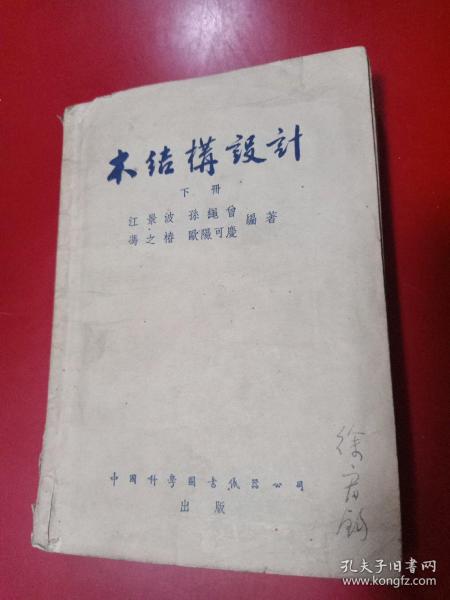 木结構設計
下册
江景波 孫繩曾
馮之椿 歐陽可慶 編著
中國科學圖書儀器公司
出版
孔夫子旧书网
www.kongfz.com